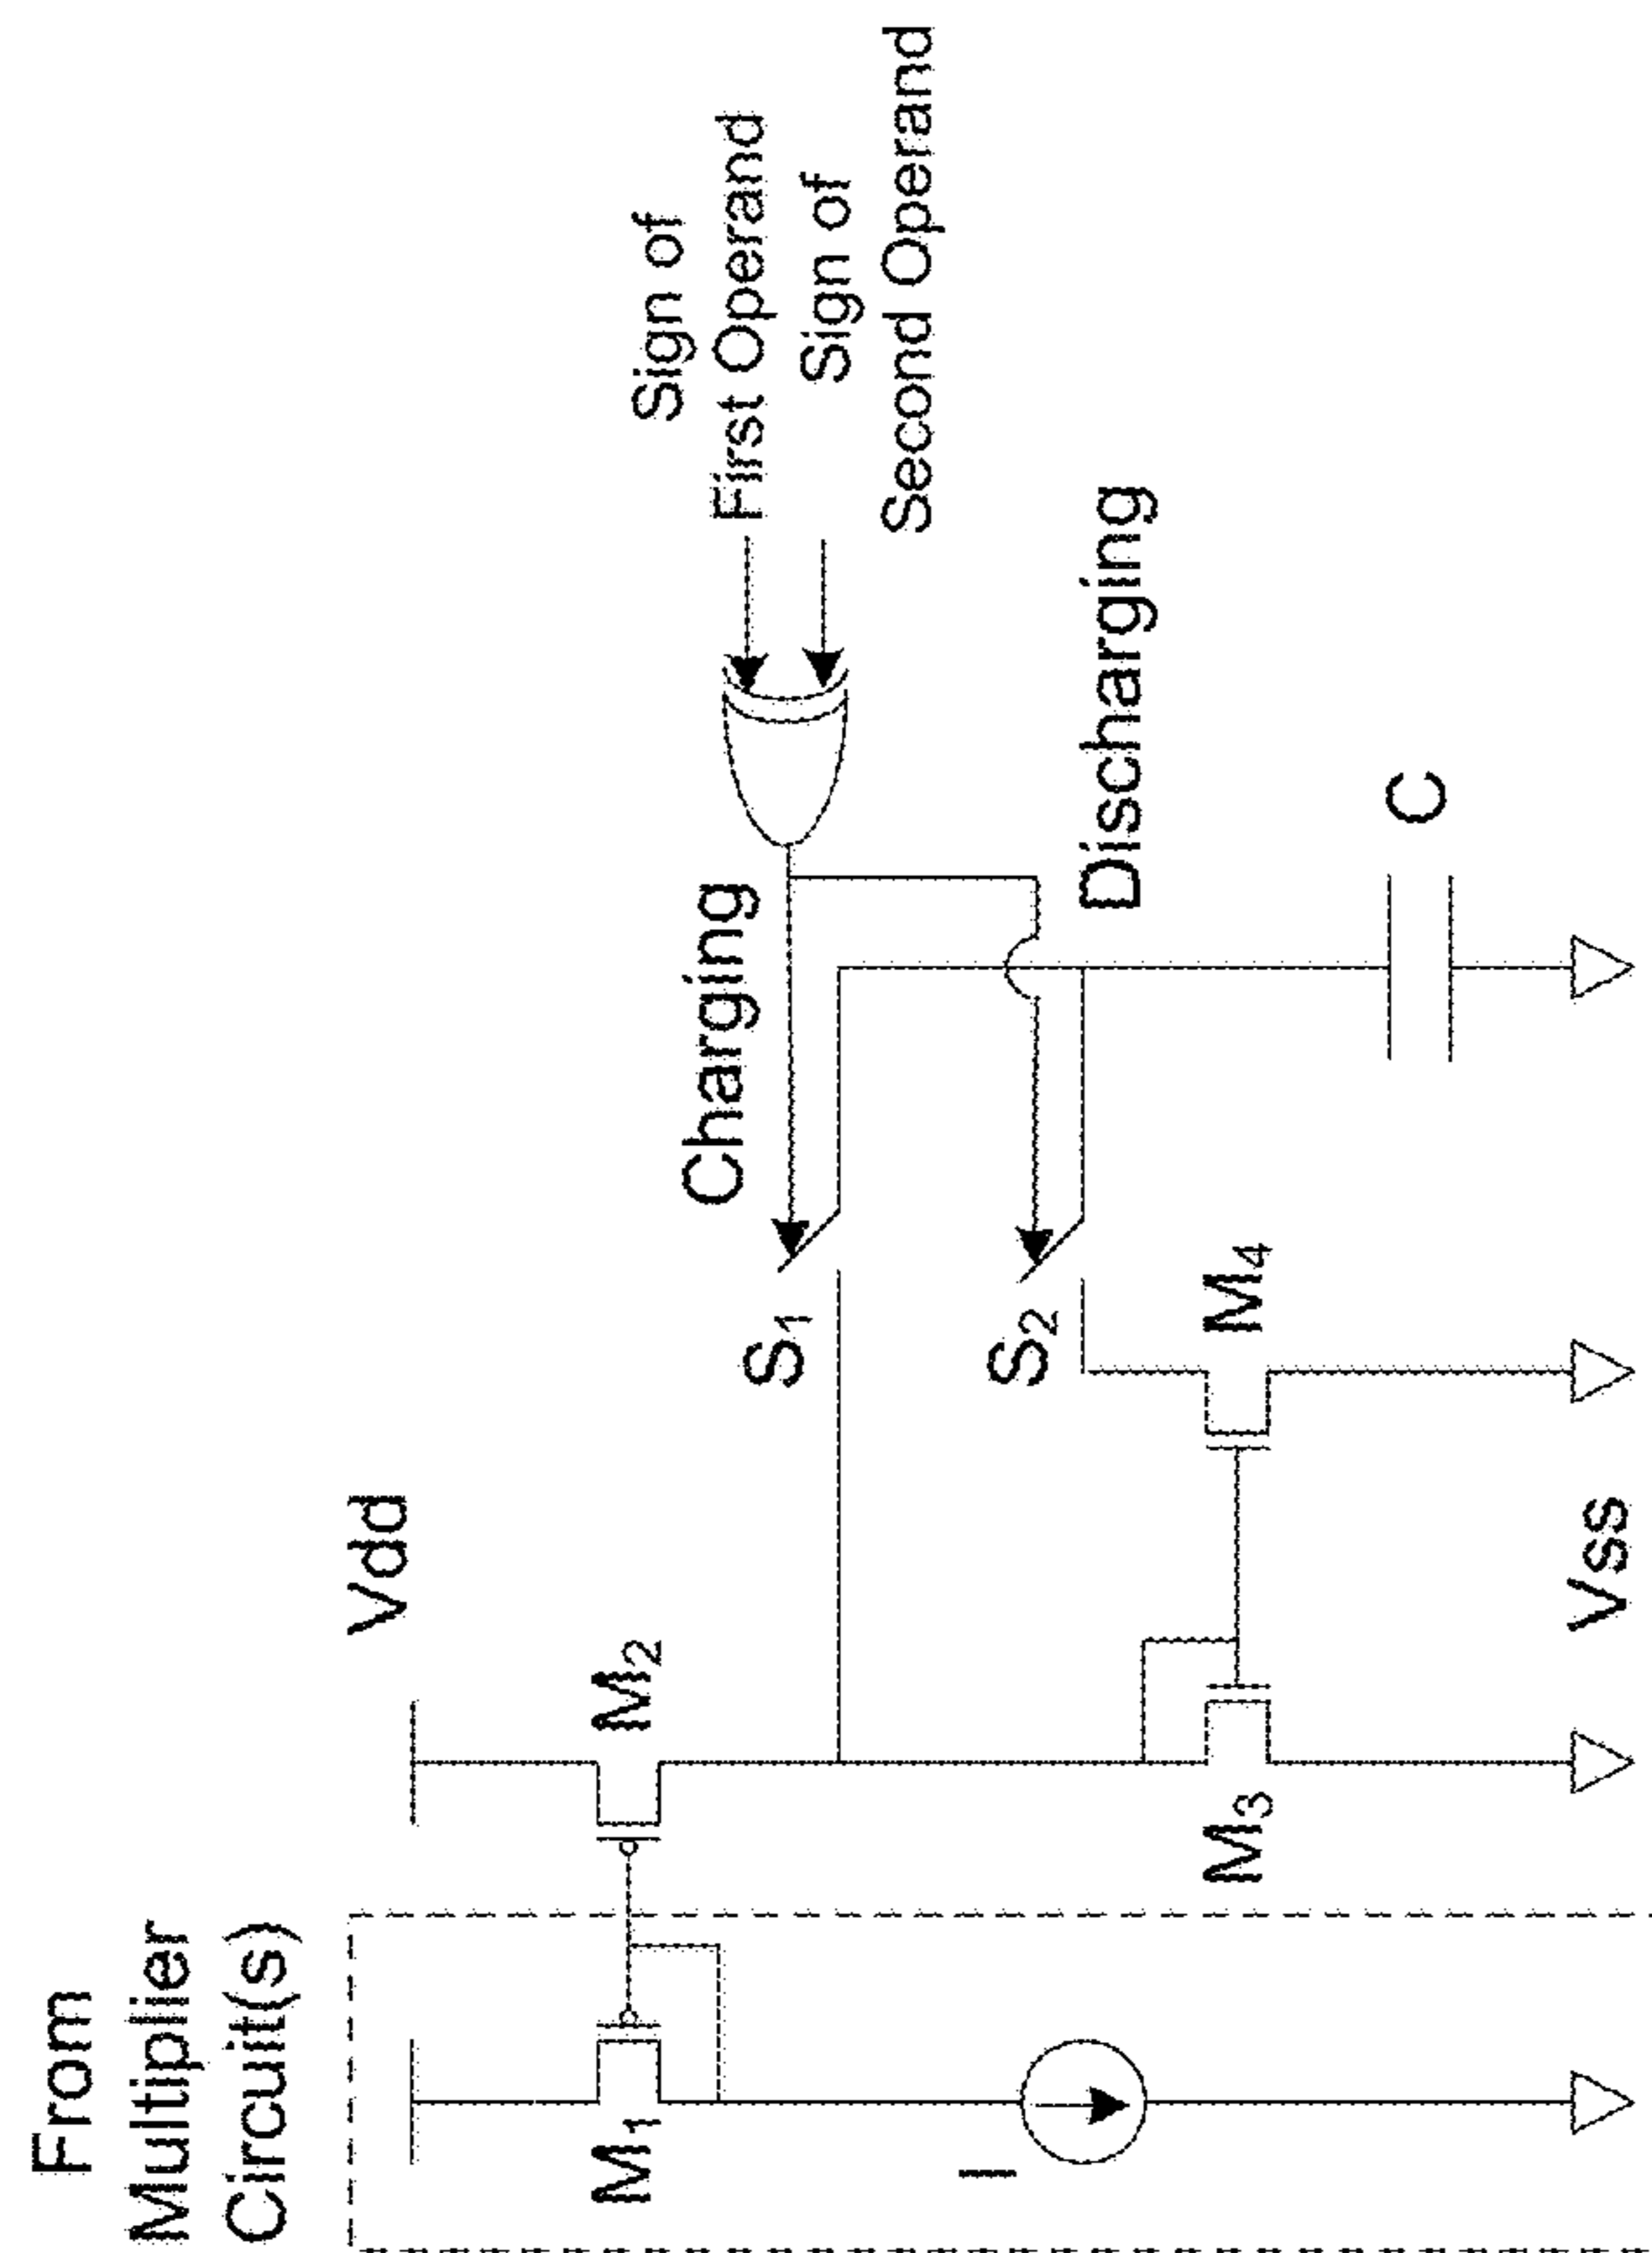 From
Multiplier
Circuit(s)
Vdd
M1
M2
I
M3
Vss
S1
S2
M4
Charging
Discharging
C
Sign of
First Operand
Sign of
Second Operand